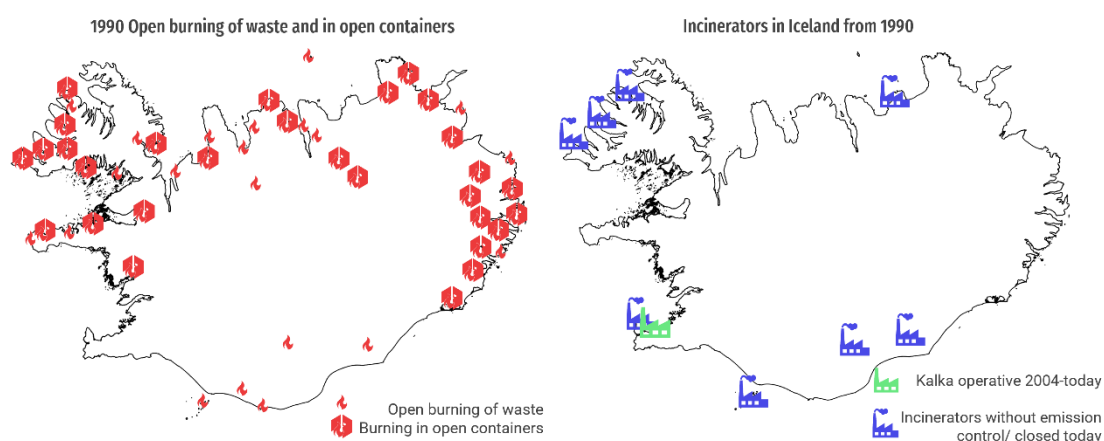 1990 Open burning of waste and in open containers
Incinerators in Iceland from 1990
Open burning of waste
Burning in open containers
Kalka operative 2004-today
Incinerators without emission
control/ closed today